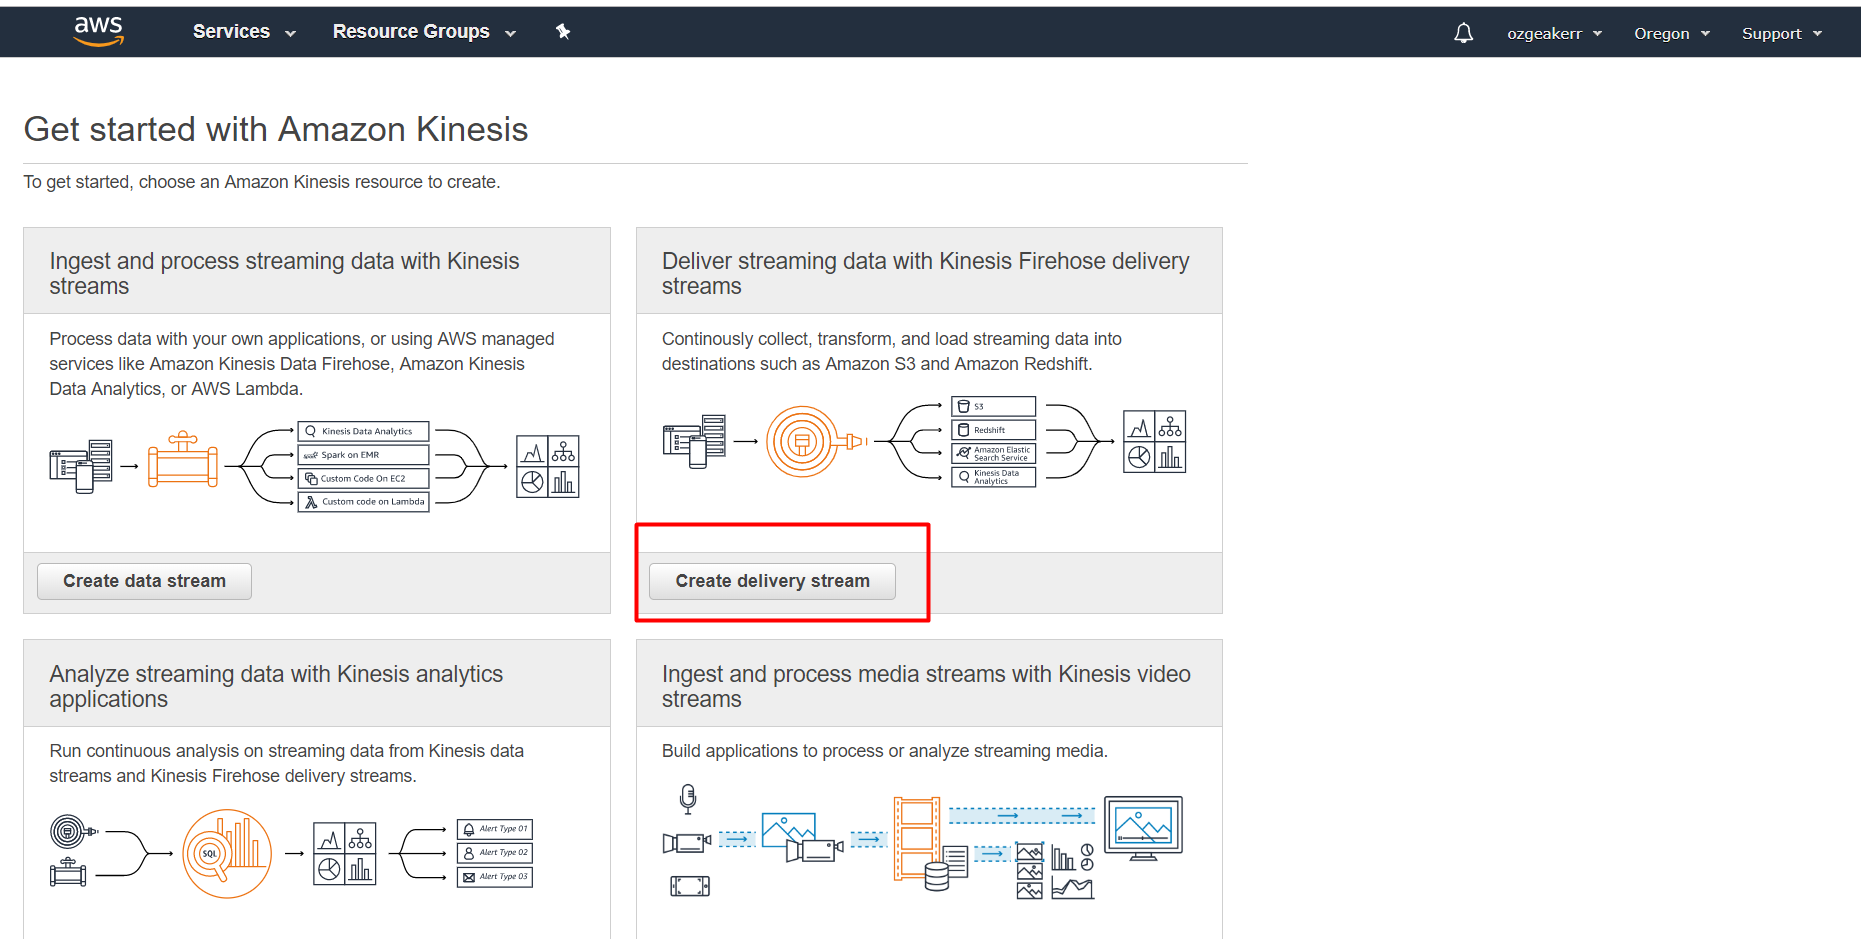 aws
Services
Resource Groups
ozgeakerr
Oregon
Support
Get started with Amazon Kinesis
To get started, choose an Amazon Kinesis resource to create.
Ingest and process streaming data with Kinesis
streams
Process data with your own applications, or using AWS managed
services like Amazon Kinesis Data Firehose, Amazon Kinesis
Data Analytics, or AWS Lambda.
Kinesis Data Analytics
Spark on EMR
Custom Code On EC2
Custom code on Lambda
Create data stream
Deliver streaming data with Kinesis Firehose delivery
streams
Continously collect, transform, and load streaming data into
destinations such as Amazon S3 and Amazon Redshift.
S3
Redshift
Amazon Elastic
Search Service
Kinesis Data
Analytics
Create delivery stream
Analyze streaming data with Kinesis analytics
applications
Run continuous analysis on streaming data from Kinesis data
streams and Kinesis Firehose delivery streams.
SQL
Alert Type 01
Alert Type 02
Alert Type 03
Ingest and process media streams with Kinesis video
streams
Build applications to process or analyze streaming media.